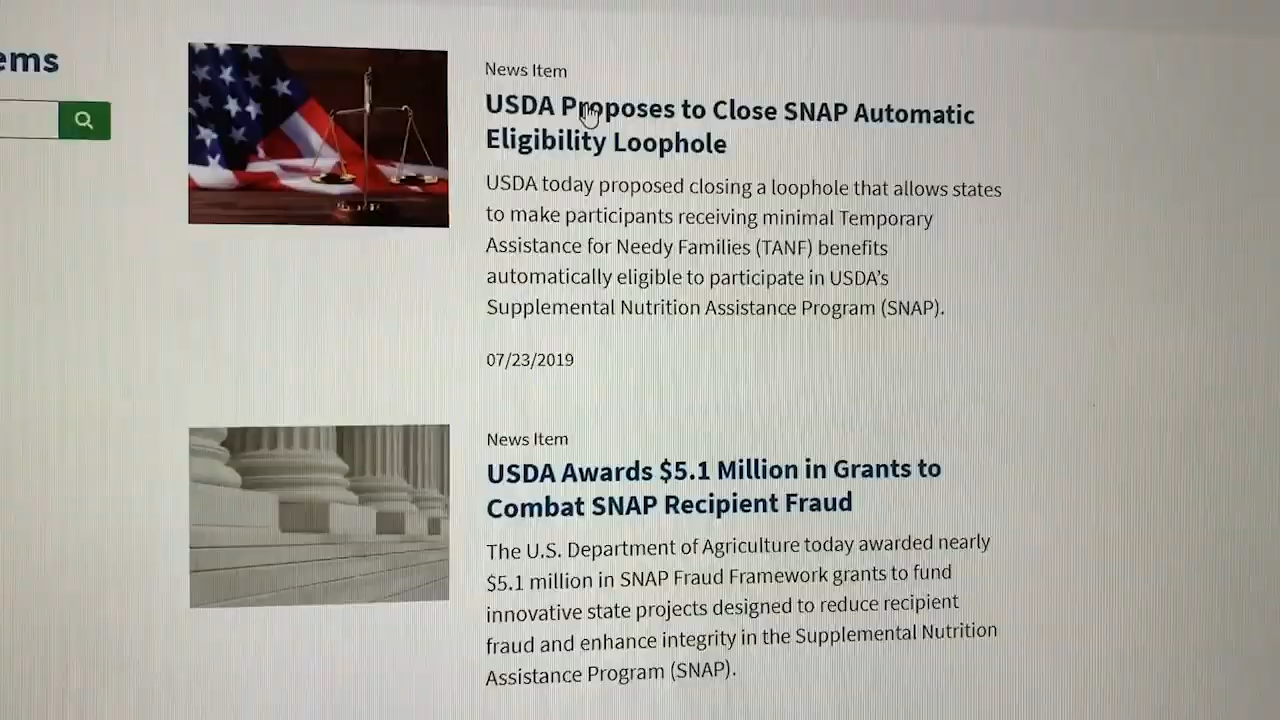 ems
News Item
USDA Proposes to Close SNAP Automatic
Eligibility Loophole
USDA today proposed closing a loophole that allows states
to make participants receiving minimal Temporary
Assistance for Needy Families (TANF) benefits
automatically eligible to participate in USDA's
Supplemental Nutrition Assistance Program (SNAP).
07/23/2019
News Item
USDA Awards $5.1 Million in Grants to
Combat SNAP Recipient Fraud
The U.S. Department of Agriculture today awarded nearly
$5.1 million in SNAP Fraud Framework grants to fund
innovative state projects designed to reduce recipient
fraud and enhance integrity in the Supplemental Nutrition
Assistance Program (SNAP).